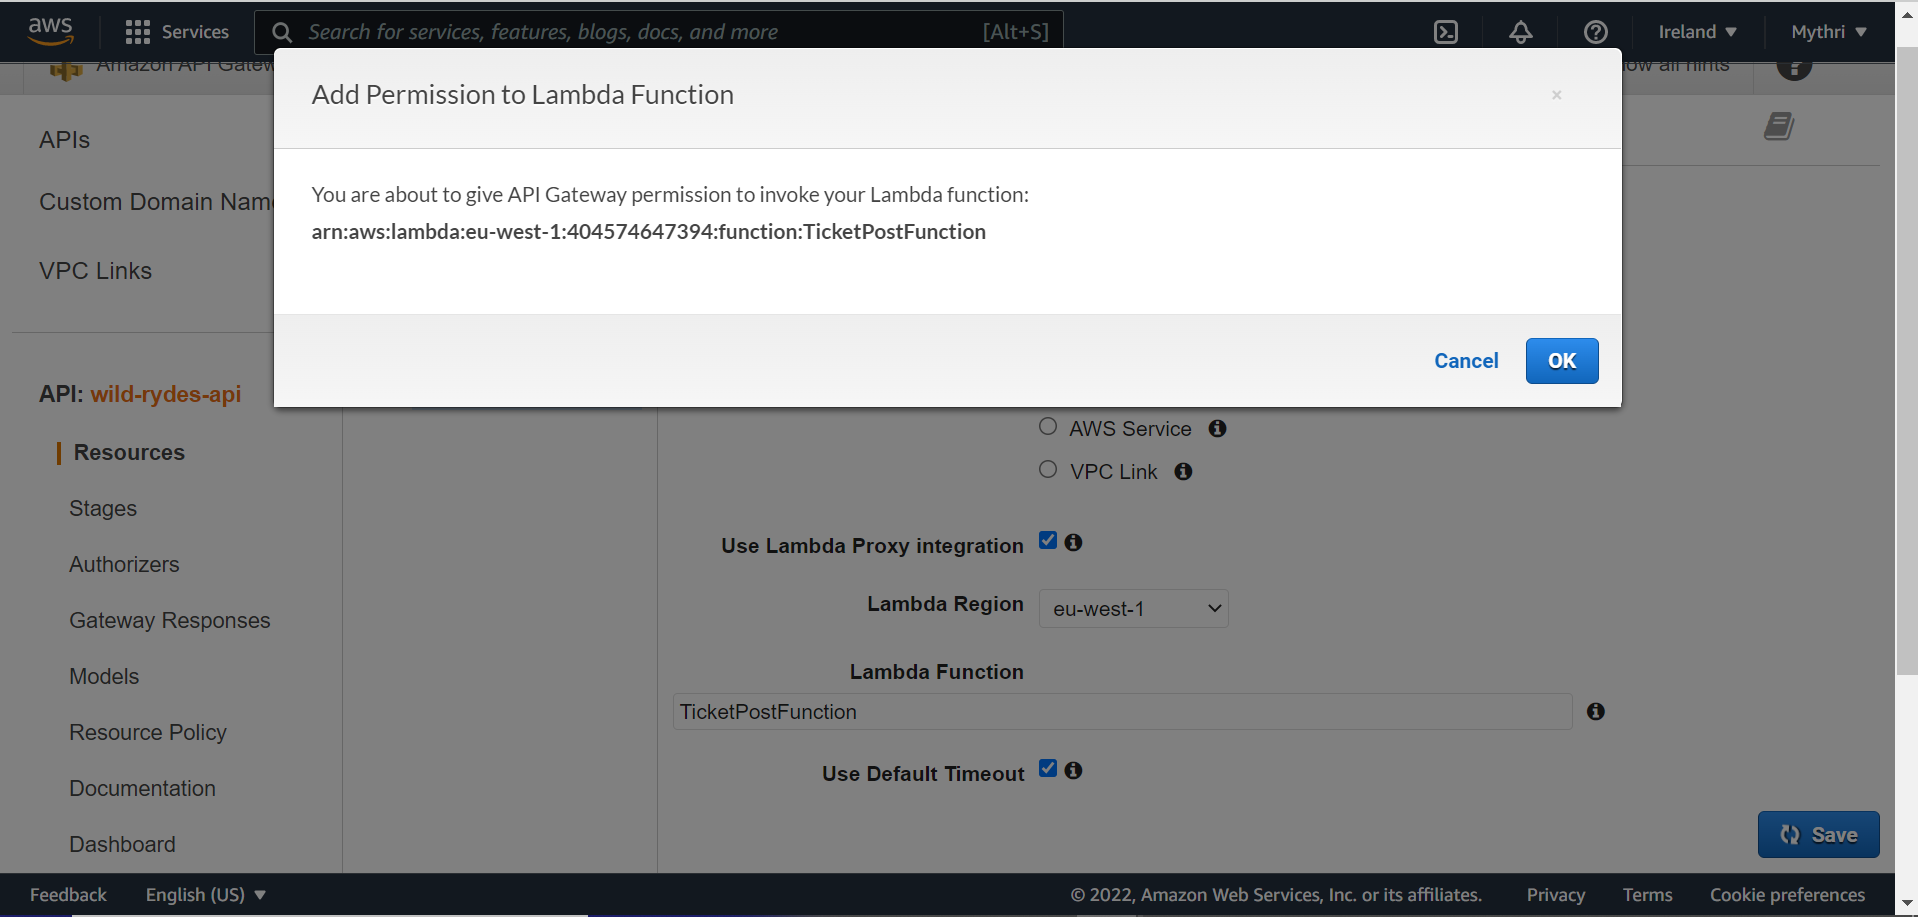 aws
Services
Search for services, features, blogs, docs, and more
[Alt+S]
Ireland
Mythri
Add Permission to Lambda Function
×
You are about to give API Gateway permission to invoke your Lambda function:
arn:aws:lambda:eu-west-1:404574647394:function:TicketPostFunction
Cancel
OK
Amazon API
all hints
APIs
Custom Domain
VPC Links
API: wild-rydes-api
Resources
Stages
Authorizers
Gateway Responses
Models
Resource Policy
Documentation
Dashboard
AWS Service
VPC Link
Use Lambda Proxy integration
Lambda Region
eu-west-1
Lambda Function
TicketPostFunction
Use Default Timeout
Save
Feedback
English (US)
© 2022, Amazon Web Services, Inc. or its affiliates.
Privacy
Terms
Cookie preferences